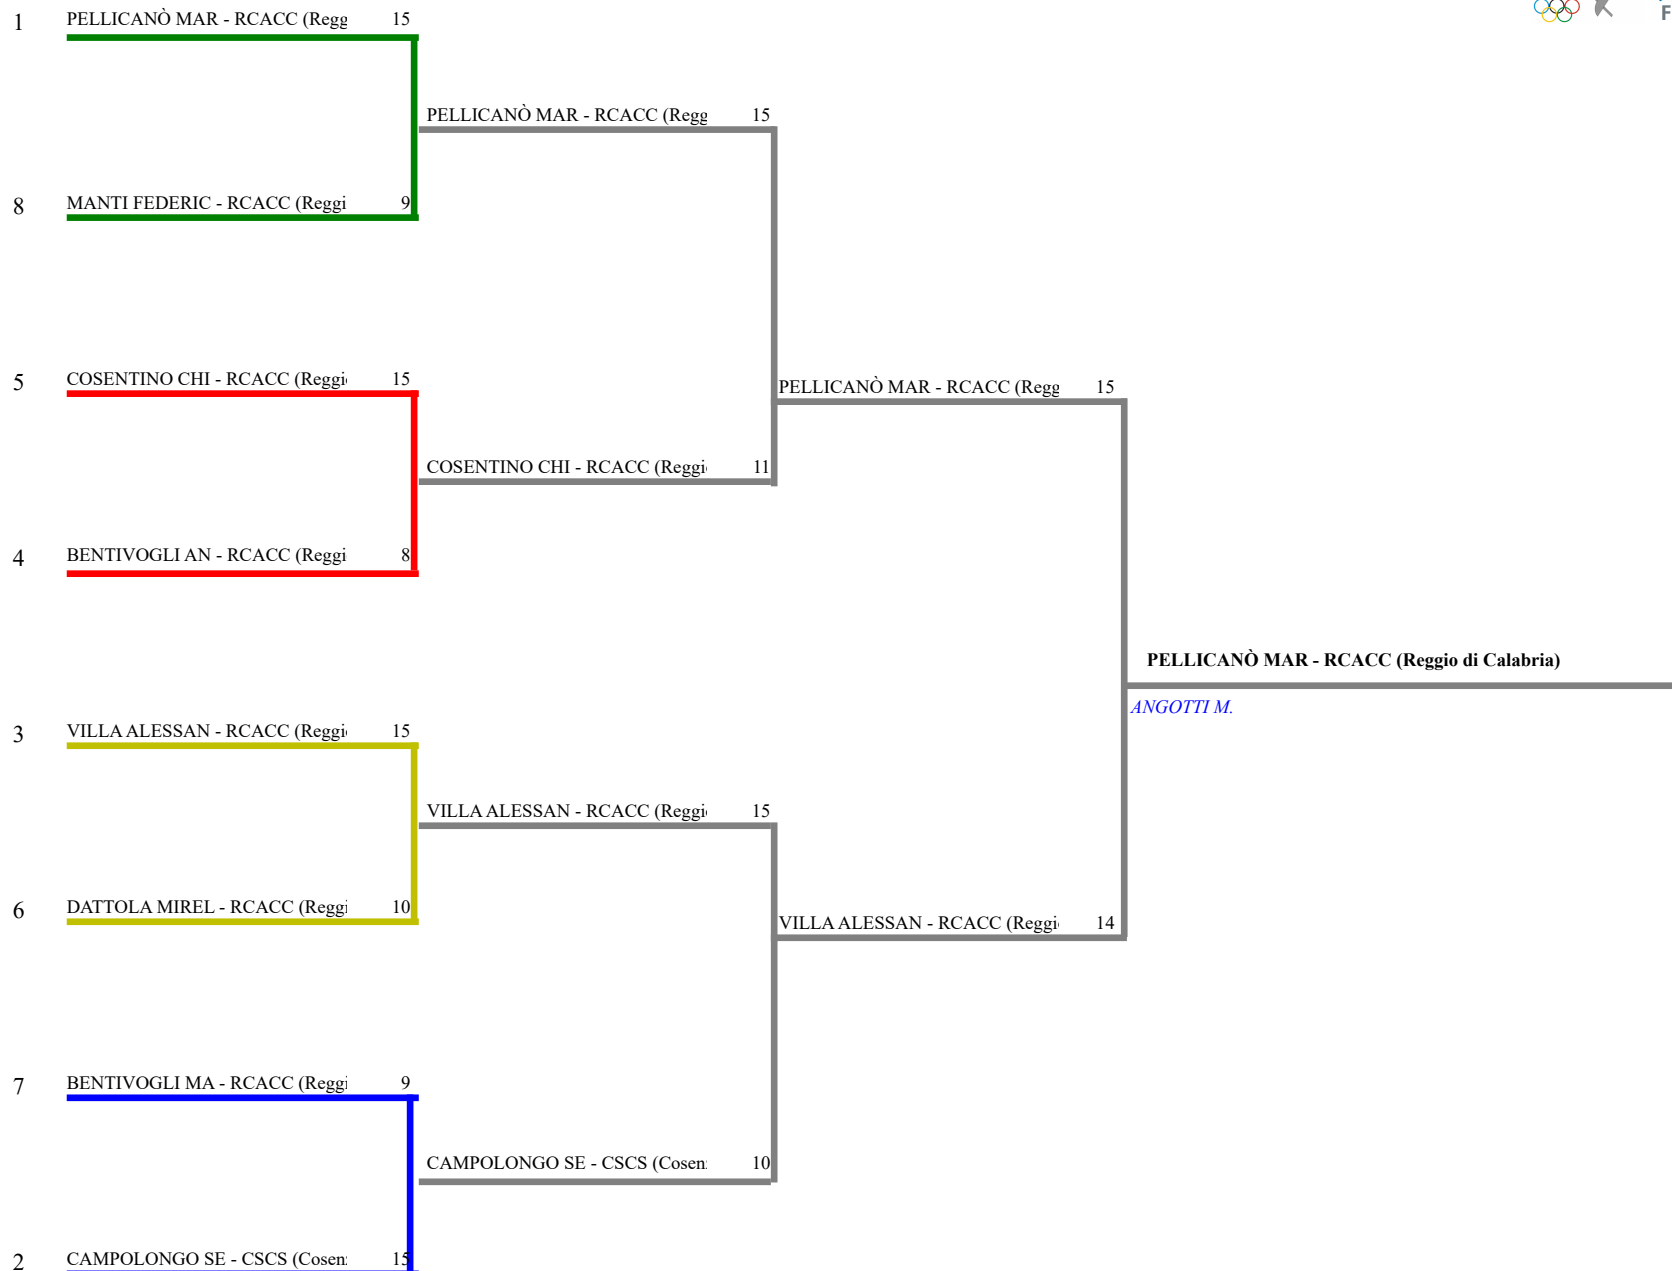 1 PELLICANÒ MAR - RCACC (Regg 15
PELLICANÒ MAR - RCACC (Regg 15
8 MANTI FEDERIC - RCACC (Reggi 9
5 COSENTINO CHI - RCACC (Reggi 15
PELLICANÒ MAR - RCACC (Regg 15
COSENTINO CHI - RCACC (Reggi 11
4 BENTIVOGLI AN - RCACC (Reggi 8
PELLICANÒ MAR - RCACC (Reggio di Calabria)
ANGOTTI M.
3 VILLA ALESSAN - RCACC (Reggi 15
VILLA ALESSAN - RCACC (Reggi 15
6 DATTOLA MIREL - RCACC (Reggi 10
VILLA ALESSAN - RCACC (Reggi 14
7 BENTIVOGLI MA - RCACC (Reggi 9
CAMPOLONGO SE - CSCS (Cosen 10
2 CAMPOLONGO SE - CSCS (Cosen 15